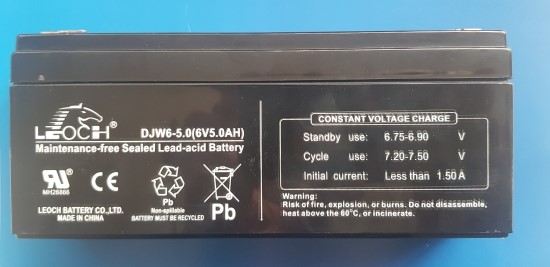 LEOCH ®
DJW6-5.0(6V5.0AH)
Maintenance-free Sealed Lead-acid Battery
MH26866
CE
Pb
Non-spillable
BATTERY MUST BE RECYCLED
Pb
LEOCH BATTERY CO.,LTD.
MADE IN CHINA
CONSTANT VOLTAGE CHARGE
Standby use: 6.75-6.90 V
Cycle use: 7.20-7.50 V
Initial current: Less than 1.50 A
Warning:
Risk of fire, explosion, or burns. Do not disassemble,
heat above the 60°C, or incinerate.